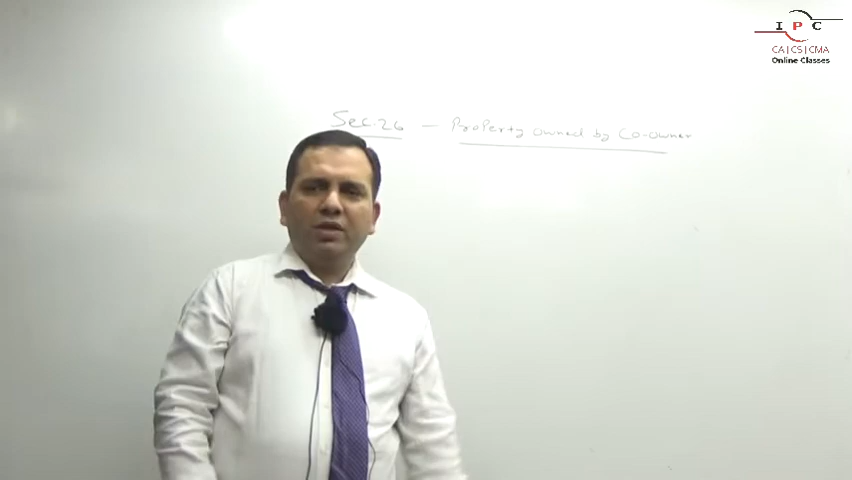 IPC
CA|CS|CMA
Online Classes
Sec.26 - Property owned by Co-owner